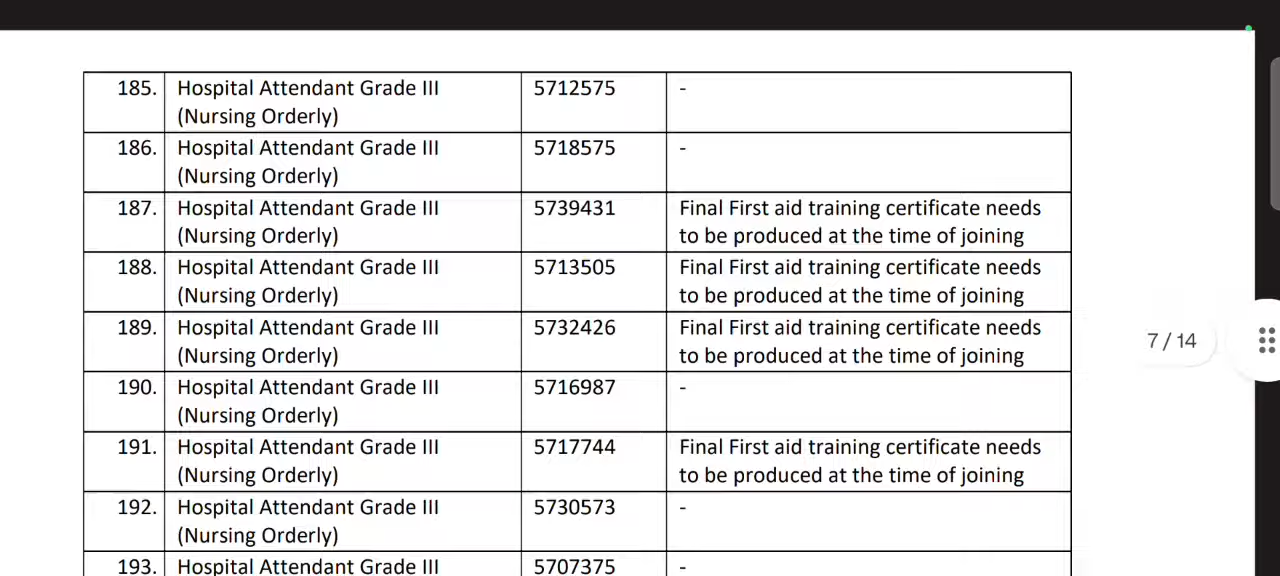 185. Hospital Attendant Grade III 5712575 -
(Nursing Orderly)
186. Hospital Attendant Grade III 5718575 -
(Nursing Orderly)
187. Hospital Attendant Grade III 5739431 Final First aid training certificate needs
(Nursing Orderly) to be produced at the time of joining
188. Hospital Attendant Grade III 5713505 Final First aid training certificate needs
(Nursing Orderly) to be produced at the time of joining
189. Hospital Attendant Grade III 5732426 Final First aid training certificate needs
(Nursing Orderly) to be produced at the time of joining
7 / 14
190. Hospital Attendant Grade III 5716987 -
(Nursing Orderly)
191. Hospital Attendant Grade III 5717744 Final First aid training certificate needs
(Nursing Orderly) to be produced at the time of joining
192. Hospital Attendant Grade III 5730573 -
(Nursing Orderly)
193. Hospital Attendant Grade III 5707375 -